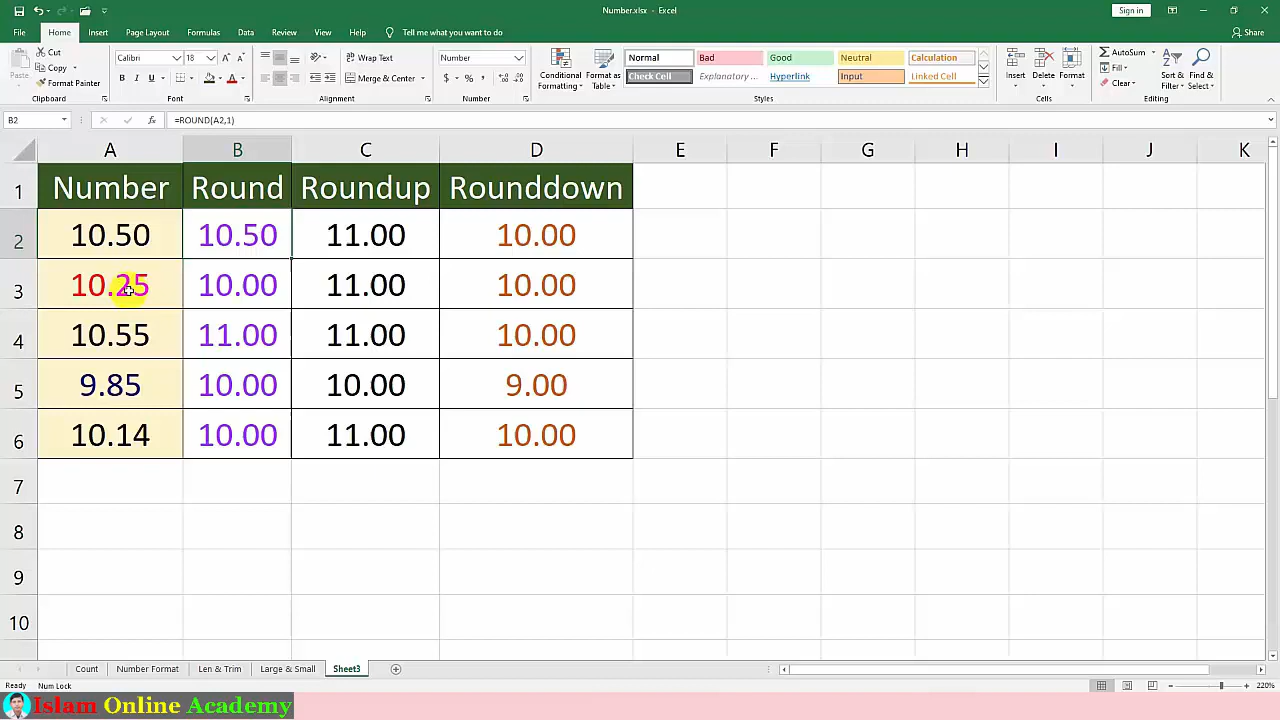 Number.xlsx - Excel
Sign in
File Home Insert Page Layout Formulas Data Review View Help Tell me what you want to do Share
Paste
Cut
Copy
Format Painter
Clipboard
Calibri 18
B I U
Font
Wrap Text
Merge & Center
Alignment
Number
$ % ,
Number
Conditional Formatting
Format as Table
Normal Bad Good Neutral Calculation
Check Cell Explanatory ... Hyperlink Input Linked Cell
Styles
Insert Delete Format
Cells
AutoSum
Fill
Clear
Sort & Filter
Find & Select
Editing
B2 fx =ROUND(A2,1)
A B C D E F G H I J K
1 Number Round Roundup Rounddown
2 10.50 10.50 11.00 10.00
3 10.25 10.00 11.00 10.00
4 10.55 11.00 11.00 10.00
5 9.85 10.00 10.00 9.00
6 10.14 10.00 11.00 10.00
7
8
9
10
Count Number Format Len & Trim Large & Small Sheet3
Ready Num Lock 220%
Islam Online Academy